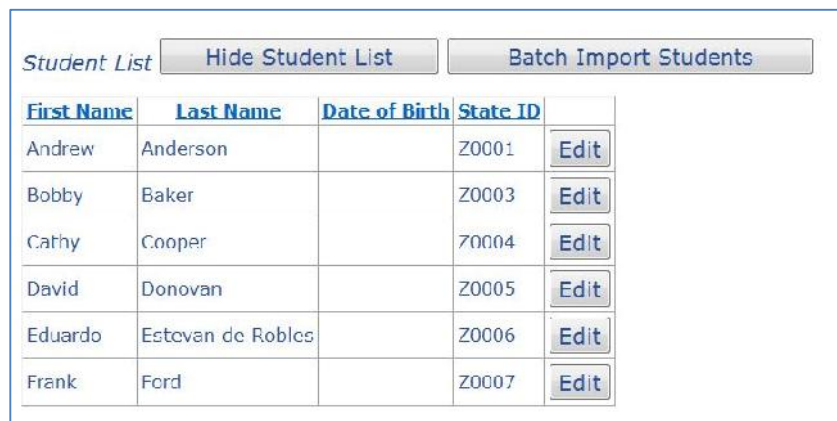 Student List Hide Student List Batch Import Students
First Name Last Name Date of Birth State ID
Andrew Anderson Z0001 Edit
Bobby Baker Z0003 Edit
Cathy Cooper Z0004 Edit
David Donovan Z0005 Edit
Eduardo Estevan de Robles Z0006 Edit
Frank Ford Z0007 Edit